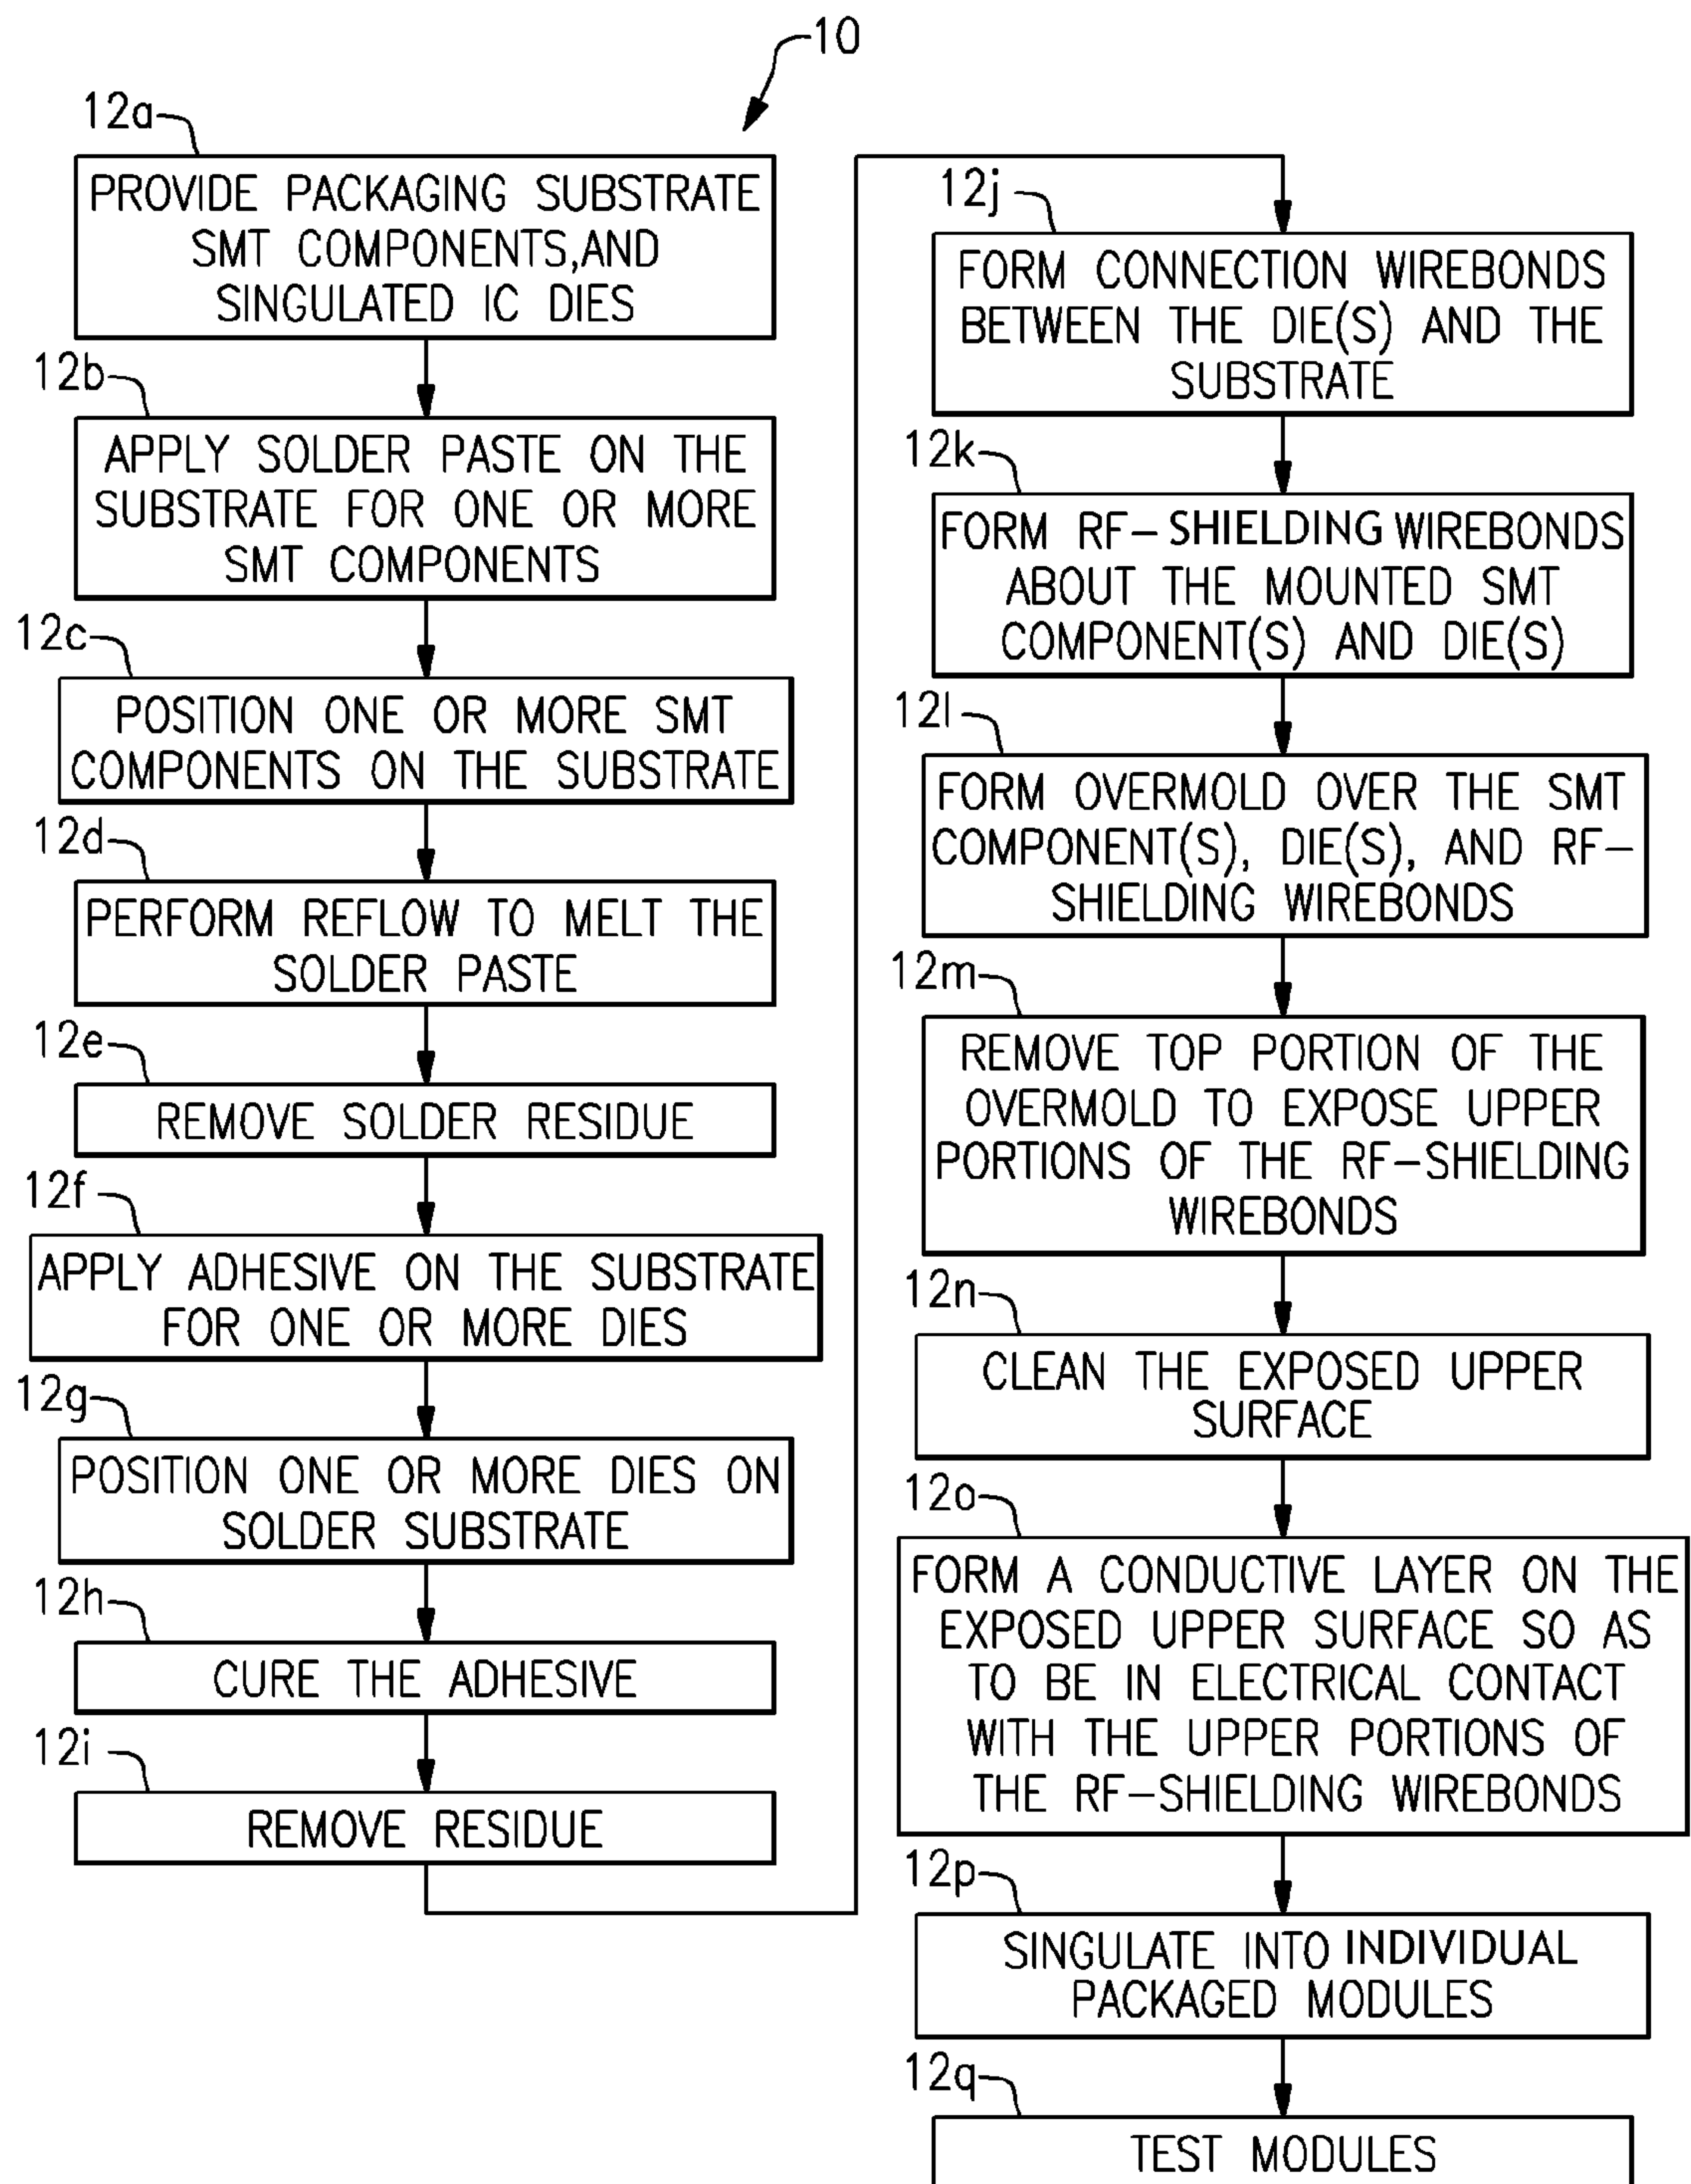 10
12a
PROVIDE PACKAGING SUBSTRATE
SMT COMPONENTS,AND
SINGULATED IC DIES
12b
APPLY SOLDER PASTE ON THE
SUBSTRATE FOR ONE OR MORE
SMT COMPONENTS
12c
POSITION ONE OR MORE SMT
COMPONENTS ON THE SUBSTRATE
12d
PERFORM REFLOW TO MELT THE
SOLDER PASTE
12e
REMOVE SOLDER RESIDUE
12f
APPLY ADHESIVE ON THE SUBSTRATE
FOR ONE OR MORE DIES
12g
POSITION ONE OR MORE DIES ON
SOLDER SUBSTRATE
12h
CURE THE ADHESIVE
12i
REMOVE RESIDUE
12j
FORM CONNECTION WIREBONDS
BETWEEN THE DIE(S) AND THE
SUBSTRATE
12k
FORM RF-SHIELDING WIREBONDS
ABOUT THE MOUNTED SMT
COMPONENT(S) AND DIE(S)
12l
FORM OVERMOLD OVER THE SMT
COMPONENT(S), DIE(S), AND RF-
SHIELDING WIREBONDS
12m
REMOVE TOP PORTION OF THE
OVERMOLD TO EXPOSE UPPER
PORTIONS OF THE RF-SHIELDING
WIREBONDS
12n
CLEAN THE EXPOSED UPPER
SURFACE
12o
FORM A CONDUCTIVE LAYER ON THE
EXPOSED UPPER SURFACE SO AS
TO BE IN ELECTRICAL CONTACT
WITH THE UPPER PORTIONS OF
THE RF-SHIELDING WIREBONDS
12p
SINGULATE INTO INDIVIDUAL
PACKAGED MODULES
12q
TEST MODULES